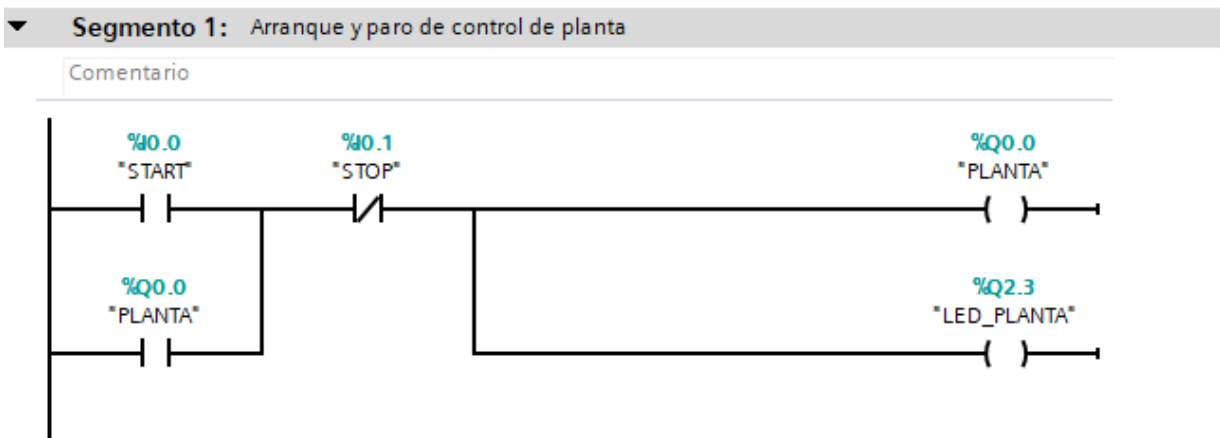 Segmento 1: Arranque y paro de control de planta
Comentario
%I0.0 %I0.1 %Q0.0
"START" "STOP" "PLANTA"
%Q0.0 %Q2.3
"PLANTA" "LED_PLANTA"